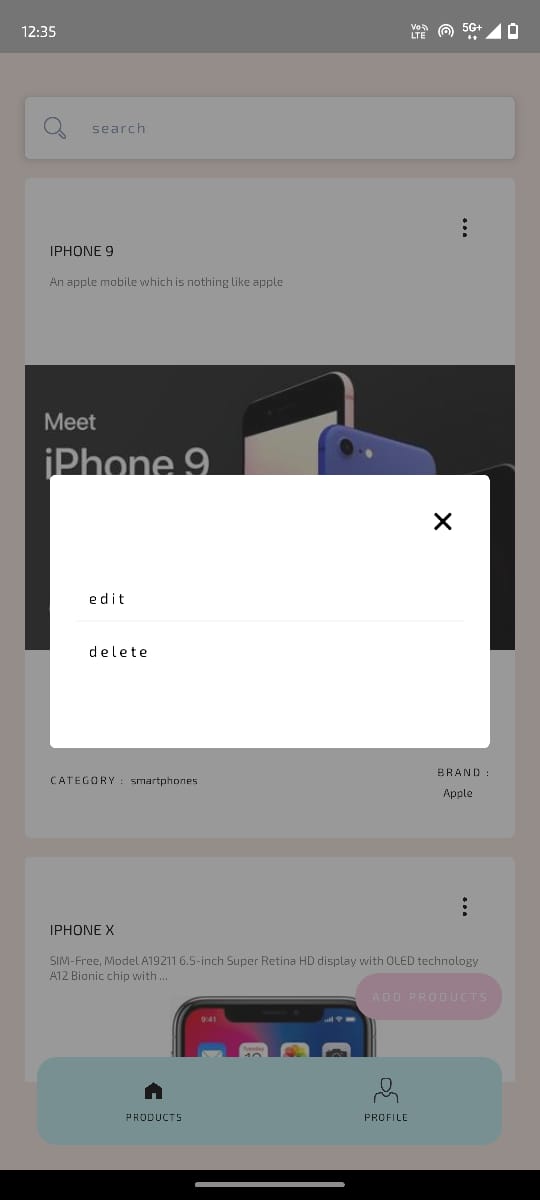 12:35
Vo
LTE
5G+
search
IPHONE 9
An apple mobile which is nothing like apple
Meet
iPhone 9
edit
delete
CATEGORY : smartphones
BRAND :
Apple
IPHONE X
SIM-Free, Model A19211 6.5-inch Super Retina HD display with OLED technology
A12 Bionic chip with ...
ADD PRODUCTS
9:41
Tuesday
PRODUCTS
PROFILE